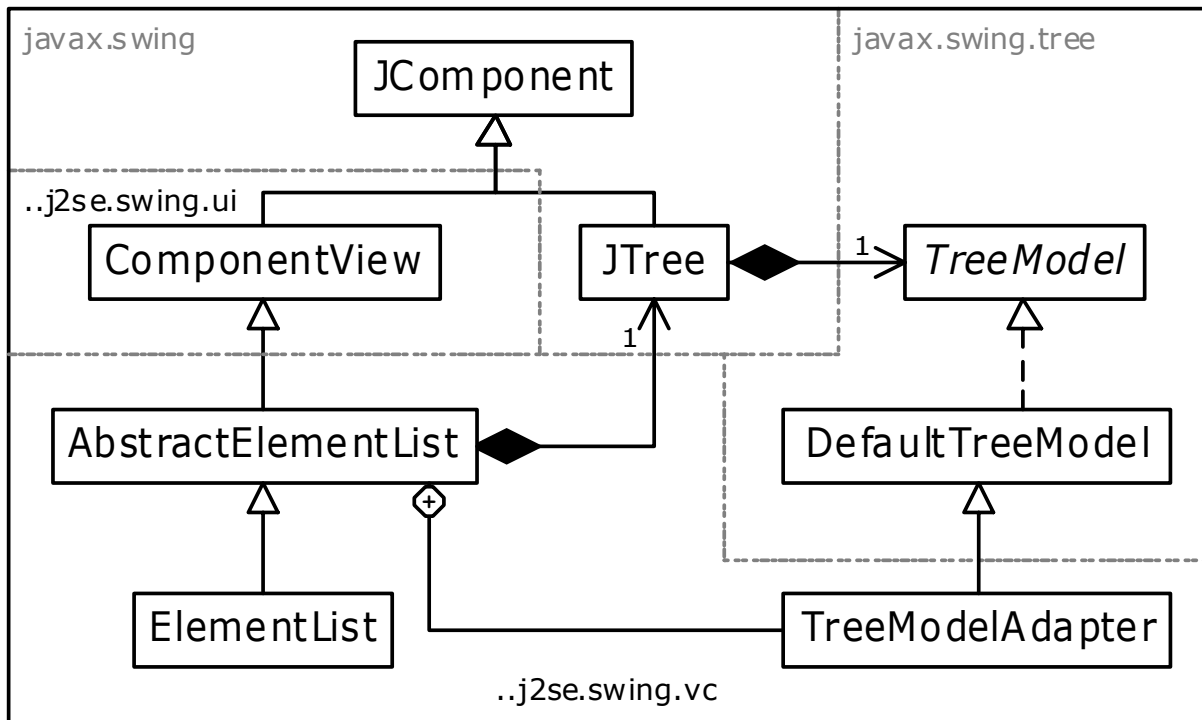 javax.swing
javax.swing.tree
JComponent
..j2se.swing.ui
ComponentView
JTree
1
TreeModel
1
AbstractElementList
DefaultTreeModel
+
ElementList
TreeModelAdapter
..j2se.swing.vc